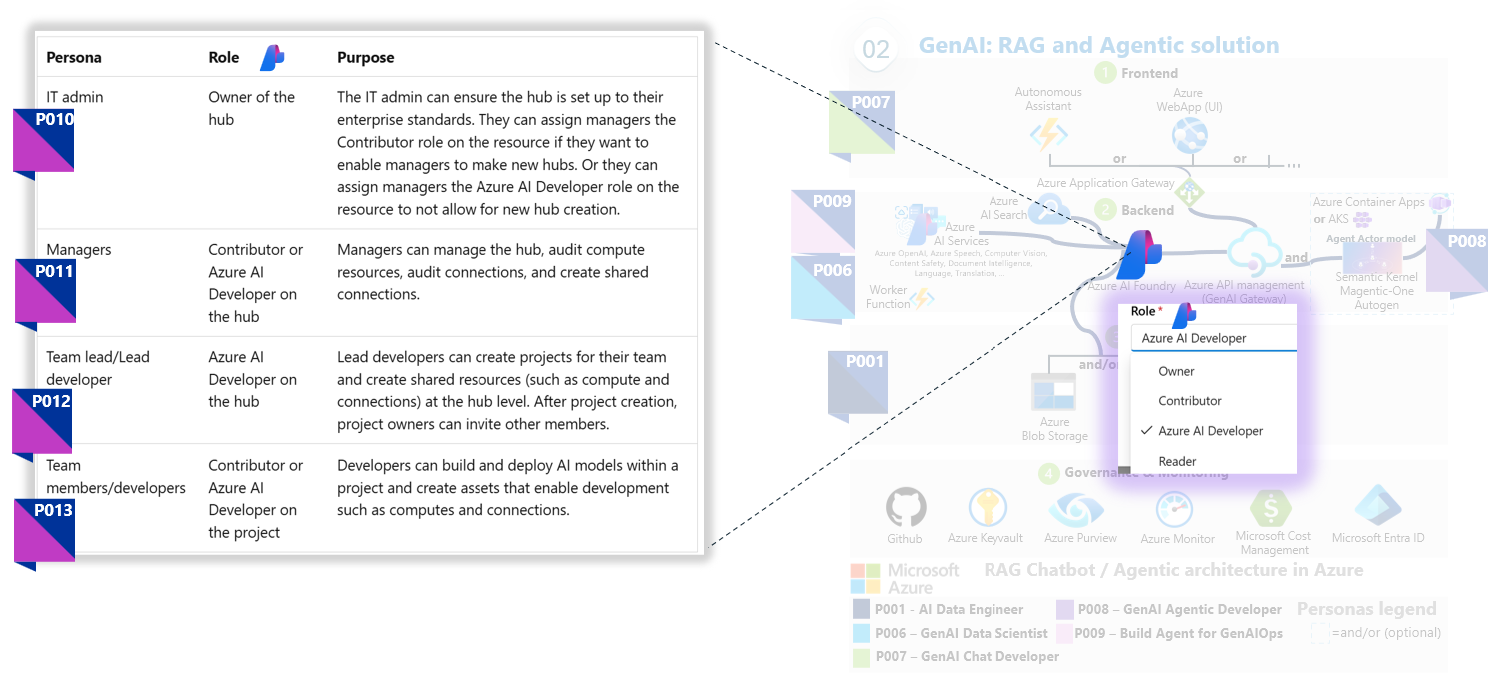 Persona
Role
Purpose
IT admin
P010
Owner of the
hub
The IT admin can ensure the hub is set up to their
enterprise standards. They can assign managers the
Contributor role on the resource if they want to
enable managers to make new hubs. Or they can
assign managers the Azure AI Developer role on the
resource to not allow for new hub creation.
Managers
P011
Contributor or
Azure AI
Developer on
the hub
Managers can manage the hub, audit compute
resources, audit connections, and create shared
connections.
Team lead/Lead
developer
P012
Azure AI
Developer on
the hub
Lead developers can create projects for their team
and create shared resources (such as compute and
connections) at the hub level. After project creation,
project owners can invite other members.
Team
members/developers
P013
Contributor or
Azure AI
Developer on
the project
Developers can build and deploy AI models within a
project and create assets that enable development
such as computes and connections.
02
GenAI: RAG and Agentic solution
1 Frontend
P007
Autonomous
Assistant
Azure
WebApp (UI)
or
or
...
Azure Application Gateway
P009
Azure
AI Search
2 Backend
Azure Container Apps
or AKS
Azure
AI Services
Azure OpenAI, Azure Speech, Computer Vision,
Content Safety, Document Intelligence,
Language, Translation, ...
Agent Actor model
P008
and
P006
Worker
Function
Azure AI Foundry
Azure API management
(GenAI Gateway)
Semantic Kernel
Magentic-One
Autogen
Role *
Azure AI Developer
Owner
Contributor
Azure AI Developer
Reader
P001
and/or
Azure
Blob Storage
4 Governance & Monitoring
Github
Azure Keyvault
Azure Purview
Azure Monitor
Microsoft Cost
Management
Microsoft Entra ID
Microsoft
Azure
RAG Chatbot / Agentic architecture in Azure
P001 - AI Data Engineer
P008 – GenAI Agentic Developer
Personas legend
P006 – GenAI Data Scientist
P009 – Build Agent for GenAIOps
=and/or (optional)
P007 – GenAI Chat Developer